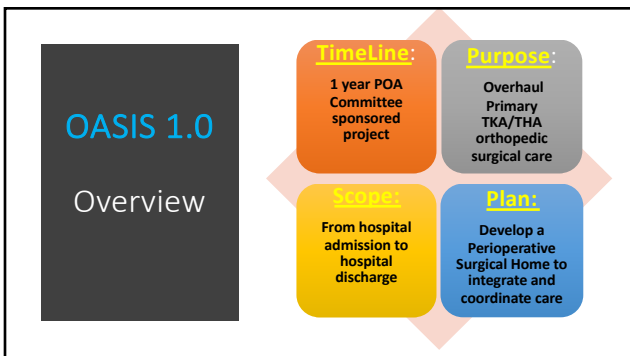 OASIS 1.0
Overview
TimeLine:
1 year POA
Committee
sponsored
project
Purpose:
Overhaul
Primary
TKA/THA
orthopedic
surgical care
Scope:
From hospital
admission to
hospital
discharge
Plan:
Develop a
Perioperative
Surgical Home to
integrate and
coordinate care